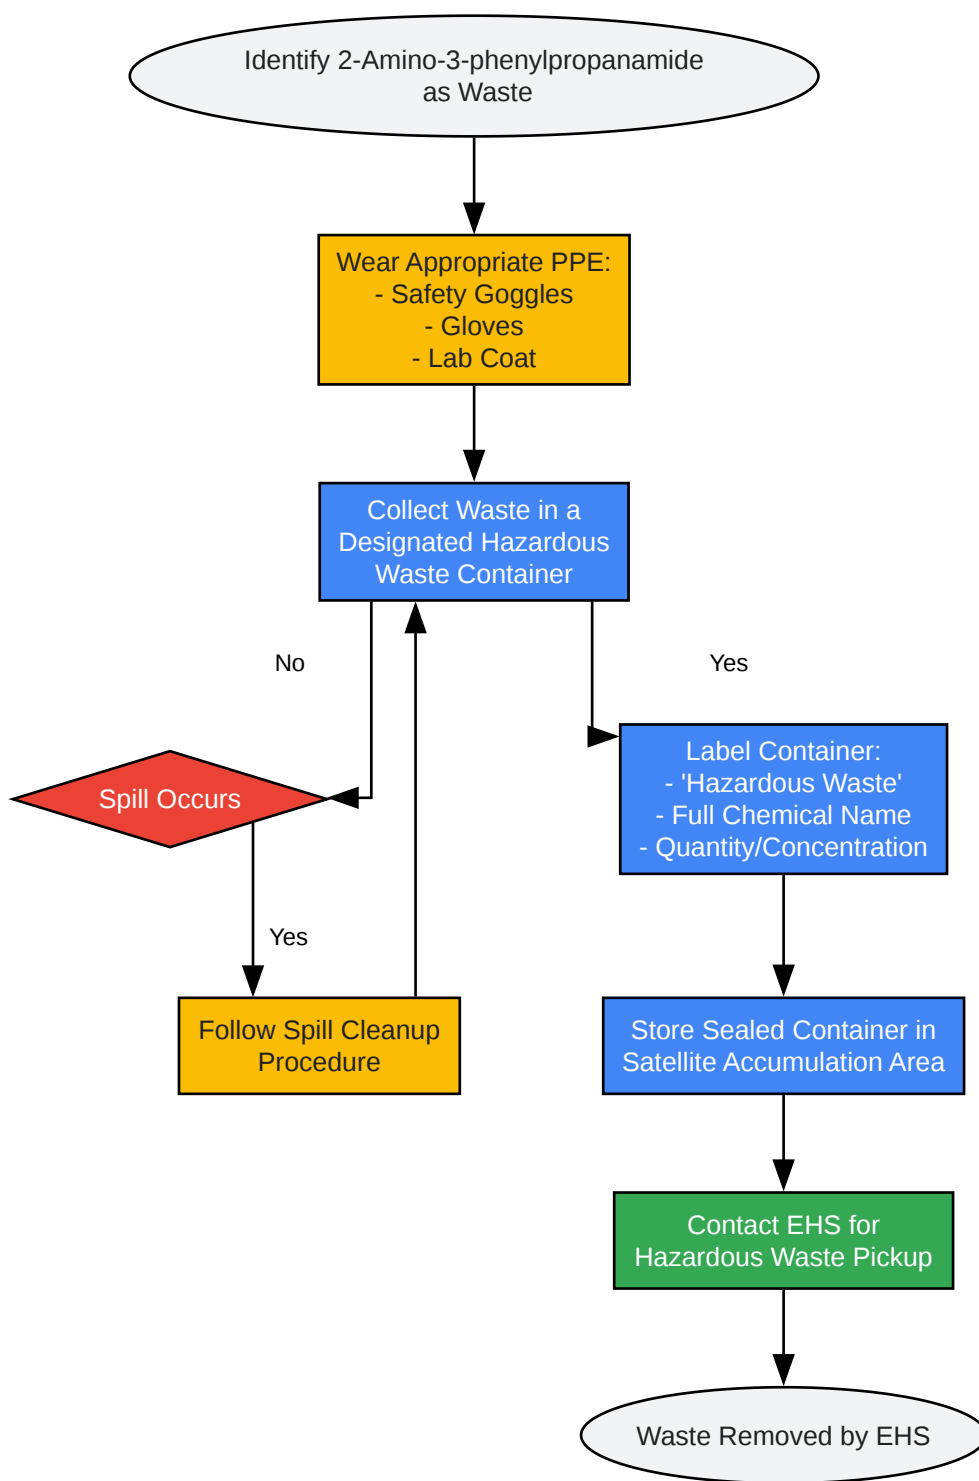 Identify 2-Amino-3-phenylpropanamide
as Waste
Wear Appropriate PPE:
- Safety Goggles
- Gloves
- Lab Coat
Collect Waste in a
Designated Hazardous
Waste Container
No
Yes
Spill Occurs
Label Container:
- 'Hazardous Waste'
- Full Chemical Name
- Quantity/Concentration
Yes
Follow Spill Cleanup
Procedure
Store Sealed Container in
Satellite Accumulation Area
Contact EHS for
Hazardous Waste Pickup
Waste Removed by EHS